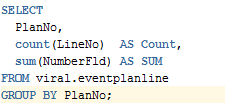 SELECT
PlanNo,
count(LineNo) AS Count,
sum(NumberFld) AS SUM
FROM viral.eventplanline
GROUP BY PlanNo;